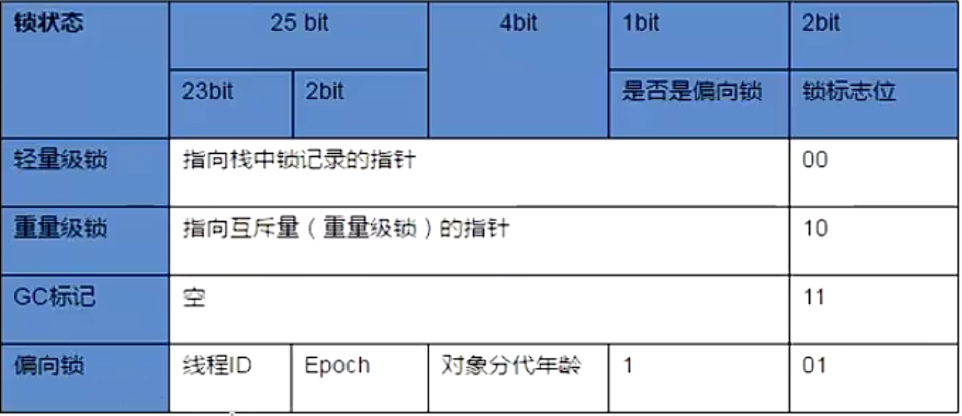 锁状态 25 bit 4bit 1bit 2bit
23bit 2bit 是否是偏向锁 锁标志位
轻量级锁 指向栈中锁记录的指针 00
重量级锁 指向互斥量（重量级锁）的指针 10
GC标记 空 11
偏向锁 线程ID Epoch 对象分代年龄 1 01